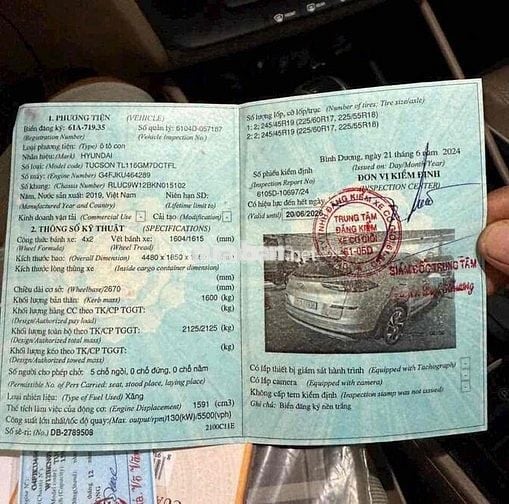 1. PHƯƠNG TIỆN (VEHICLE)
Biển đăng ký: 61A-719.35 Số quản lý: 6104D-057187
(Registration Number) (Vehicle Inspection No.)
Loại phương tiện: (Type) ô tô con
Nhãn hiệu: (Mark) HYUNDAI
Số loại: (Model code) TUCSON TL116GM7DCTFL
Số máy: (Engine Number) G4FJKU464289
Số khung: (Chassis Number) RLUC9W12BKN015102
Năm, Nước sản xuất: 2019, Việt Nam Niên hạn SD:
(Manufactured Year and Country) (Lifetime limit to)
Kinh doanh vận tải (Commercial Use) - Cải tạo (Modification) -
2. THÔNG SỐ KỸ THUẬT (SPECIFICATIONS)
Công thức bánh xe: 4x2 Vết bánh xe: 1604/1615 (mm)
(Wheel Formula) (Wheel Tread)
Kích thước bao: (Overall Dimension) 4480 x 1850 x (mm)
Kích thước lòng thùng xe (Inside cargo container dimension)
(mm)
Chiều dài cơ sở: (Wheelbase) 2670 (mm)
Khối lượng bản thân: (Kerb mass) 1600 (kg)
Khối lượng hàng CC theo TK/CP TGGT: (kg)
(Design/Authorized pay load)
Khối lượng toàn bộ theo TK/CP TGGT: 2125/2125 (kg)
(Design/Authorized total mass)
Khối lượng kéo theo TK/CP TGGT: (kg)
(Design/Authorized towed mass)
Số người cho phép chở: 5 chỗ ngồi, 0 chỗ đứng, 0 chỗ nằm
(Permissible No. of Pers Carried: seat, stood place, laying place)
Loại nhiên liệu: (Type of Fuel Used) Xăng
Thể tích làm việc của động cơ: (Engine Displacement) 1591 (cm3)
Công suất lớn nhất/tốc độ quay: (Max. output/rpm) 130(kW)/5500(vph)
Số sê-ri: (No.) DB-2789508 2100C11E
Số lượng lốp, cỡ lốp/trục (Number of tires; Tire size/axle)
1: 2; 245/45R19 (225/60R17, 225/55R18)
2: 2; 245/45R19 (225/60R17, 225/55R18)
Bình Dương, ngày 21 tháng 6 năm 2024
(Issued on: Day/Month/Year)
Số phiếu kiểm định ĐƠN VỊ KIỂM ĐỊNH
(Inspection Report No) (INSPECTION CENTER)
6105D-10697/24
Có hiệu lực đến hết ngày
(Valid until) 20/06/2026
TRUNG TÂM
ĐĂNG KIỂM
XE CƠ GIỚI
61-05D
GIÁM ĐỐC TRUNG TÂM
Có lắp thiết bị giám sát hành trình (Equipped with Tachograph) -
Có lắp camera (Equipped with camera) -
Không cấp tem kiểm định (Inspection stamp was not issued) -
Ghi chú: Biển đăng ký nền trắng